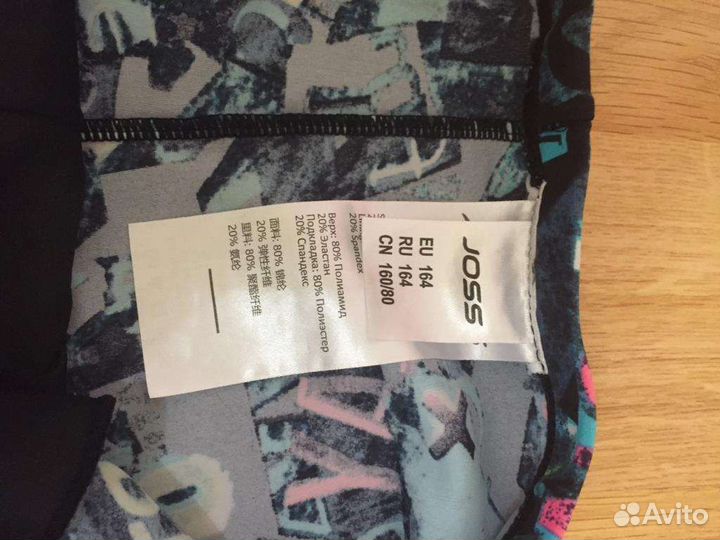 JOSS
EU 164
RU 164
CN 160/80
20% Spandex
Верх: 80% Полиамид
20% Эластан
Подкладка: 80% Полиэстер
20% Спандекс
面料: 80% 锦纶
20% 弹性纤维
里料: 80% 聚酯纤维
20% 氨纶
Avito